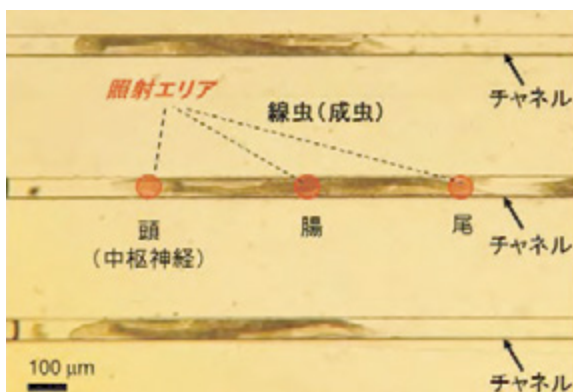 照射エリア
線虫(成虫)
チャネル
頭
(中枢神経)
腸
尾
チャネル
100 μm
チャネル